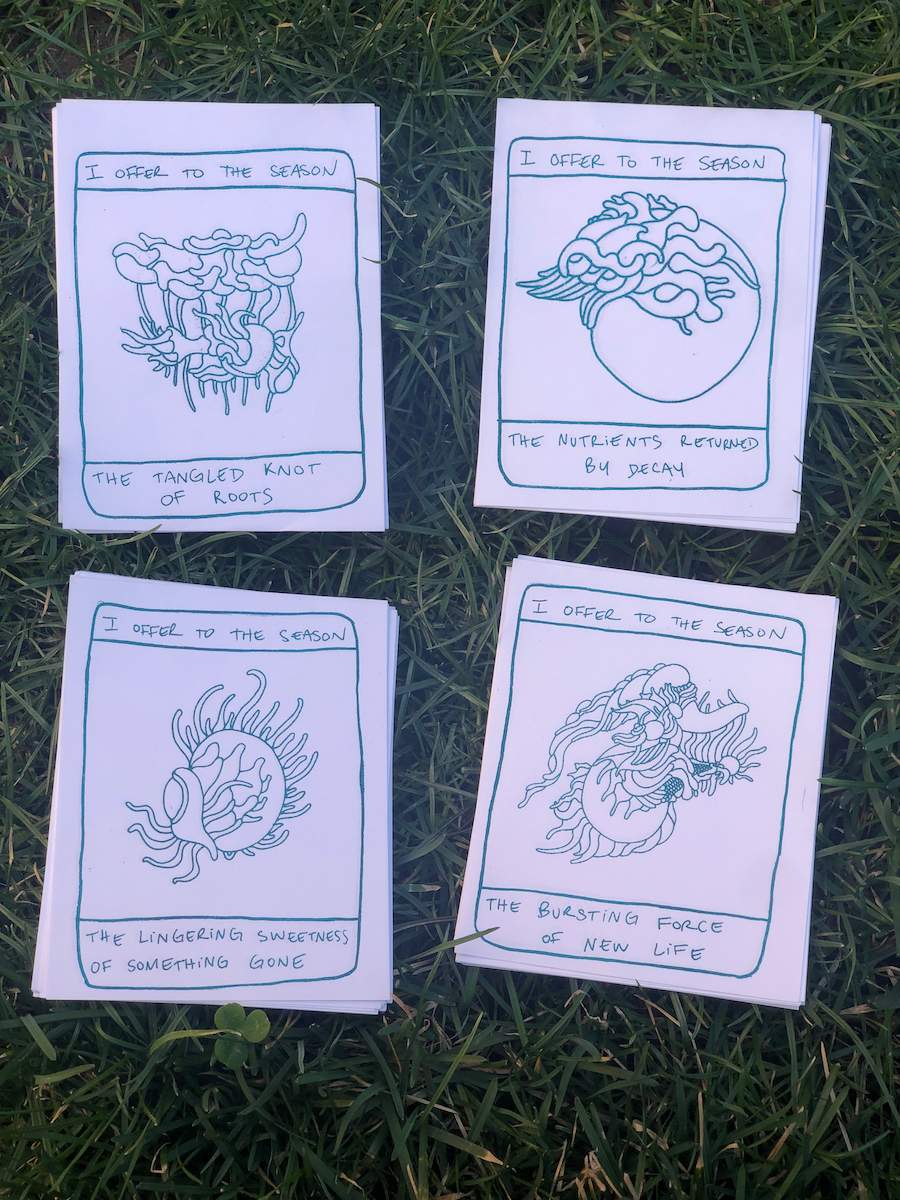 I OFFER TO THE SEASON
THE TANGLED KNOT
OF ROOTS
I OFFER TO THE SEASON
THE NUTRIENTS RETURNED
BY DECAY
I OFFER TO THE SEASON
THE LINGERING SWEETNESS
OF SOMETHING GONE
I OFFER TO THE SEASON
THE BURSTING FORCE
OF NEW LIFE